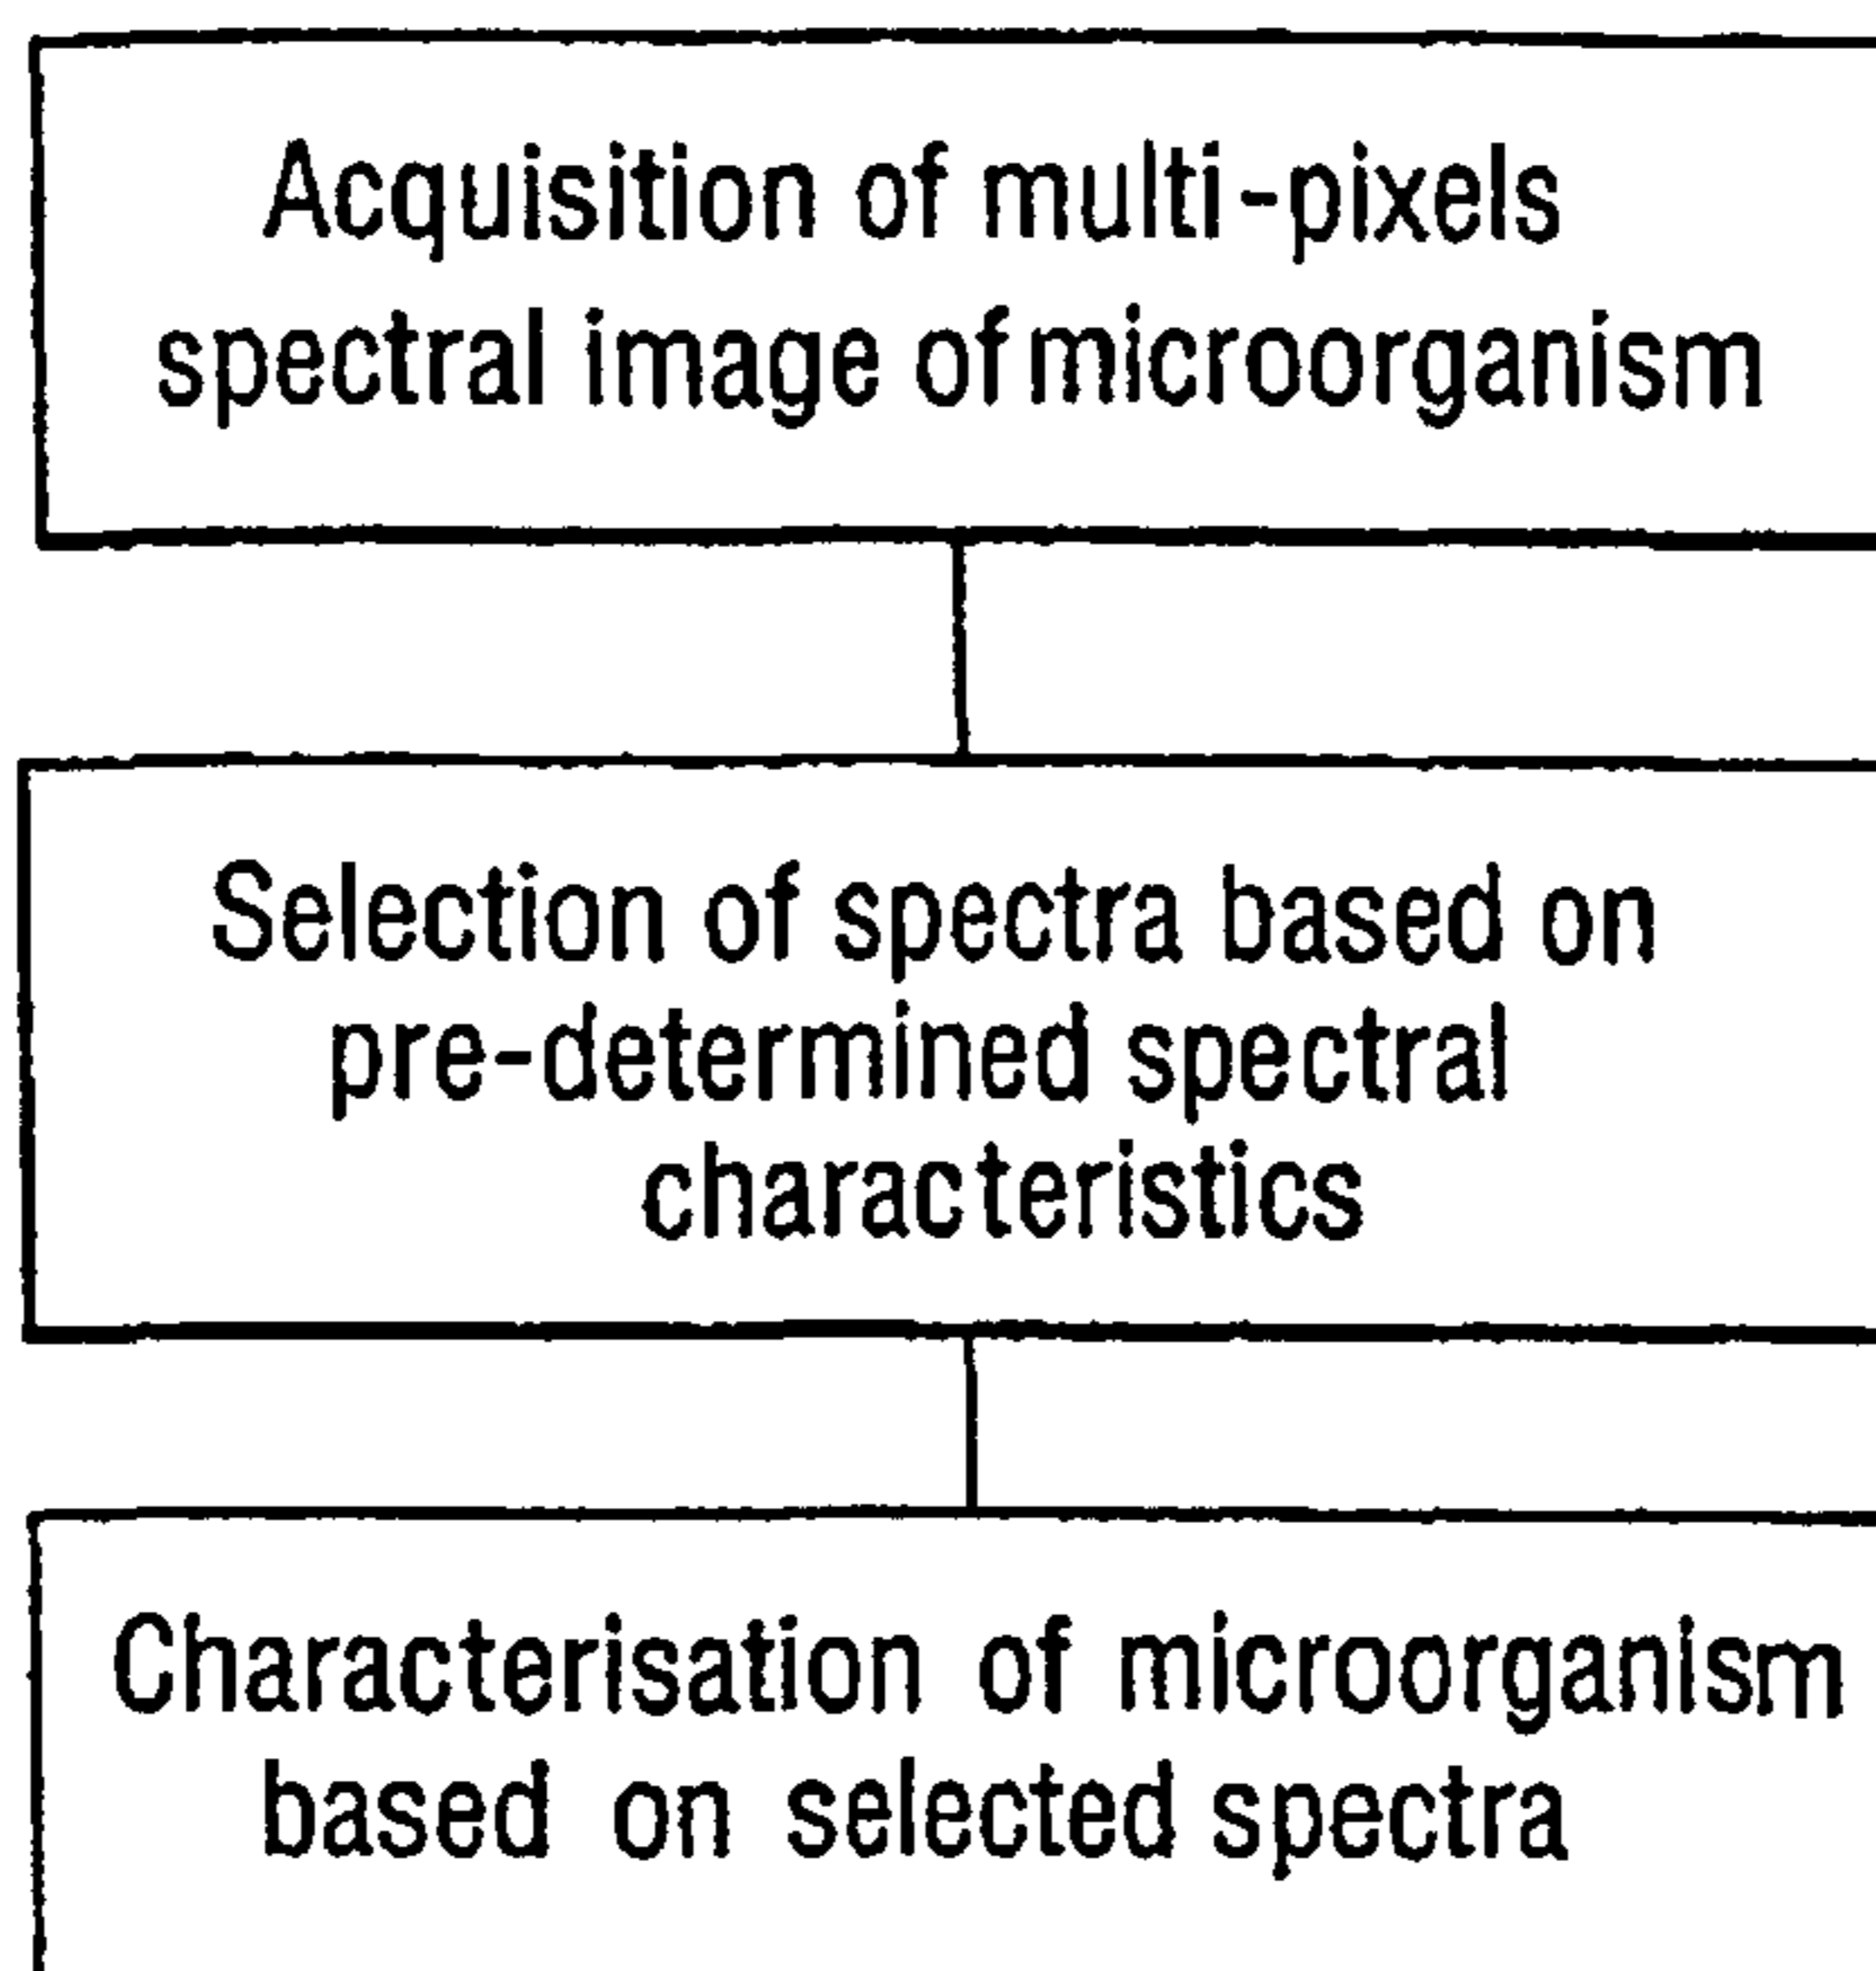 Acquisition of multi-pixels
spectral image of microorganism
Selection of spectra based on
pre-determined spectral
characteristics
Characterisation of microorganism
based on selected spectra